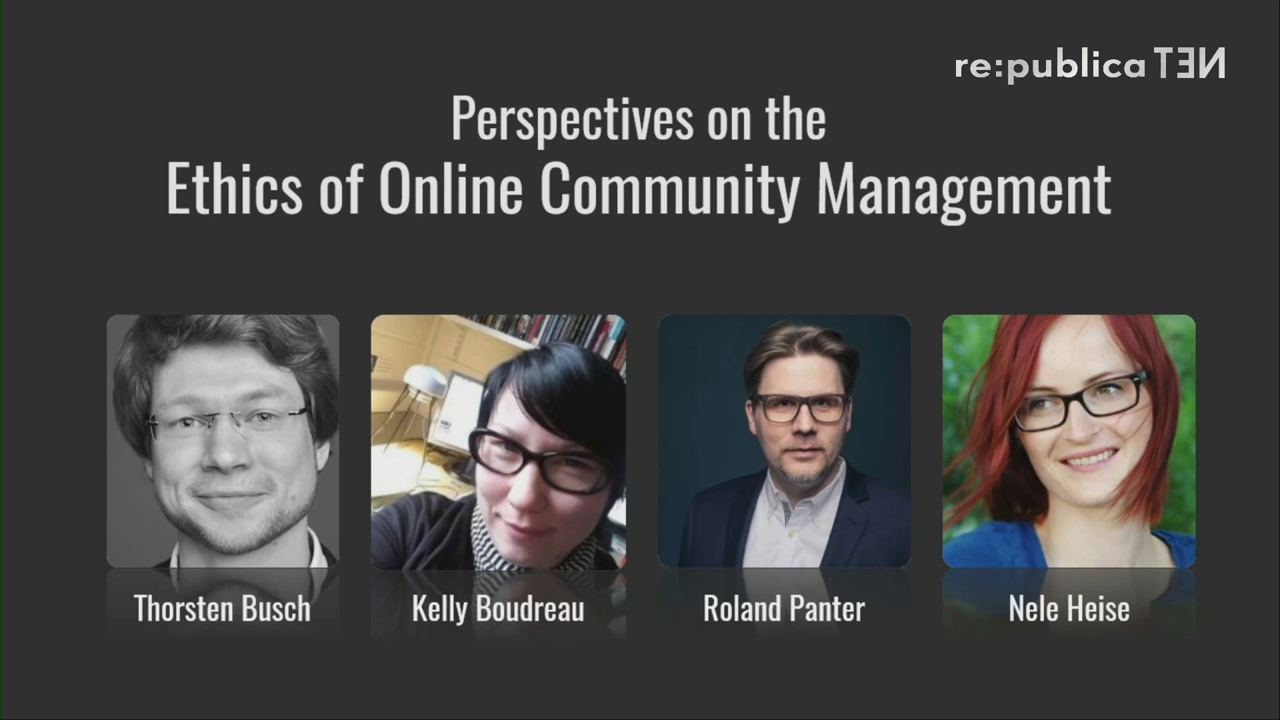 re:publica TEN
Perspectives on the
Ethics of Online Community Management
Thorsten Busch
Kelly Boudreau
Roland Panter
Nele Heise